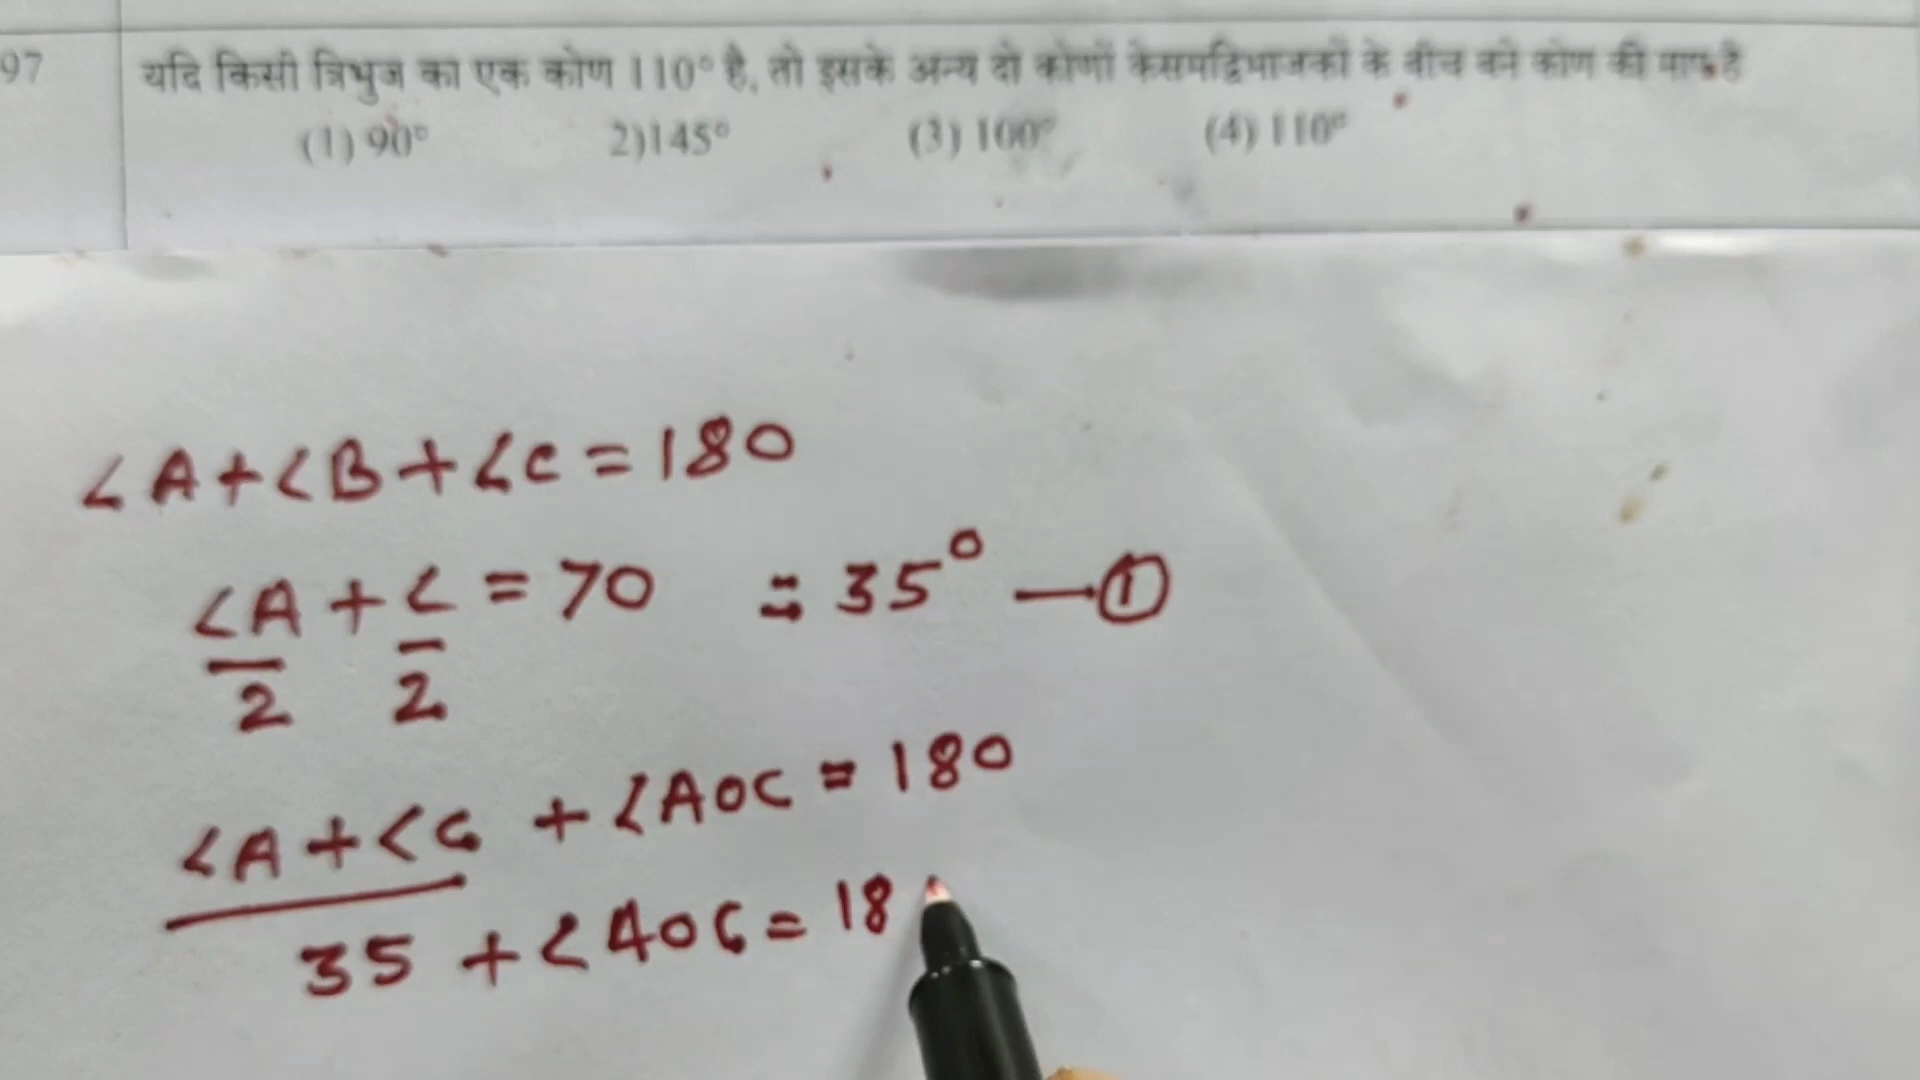 97 यदि किसी त्रिभुज का एक कोण 110° है, तो इसके अन्य दो कोणों केसमद्विभाजकों के बीच बने कोण की माप है
(1) 90° 2)145° (3) 100° (4) 110°
∠A+∠B+∠C=180
∠A/2 + ∠/2 = 70 = 35° —①
∠A+∠C + ∠AOC = 180
35 + ∠AOC = 18